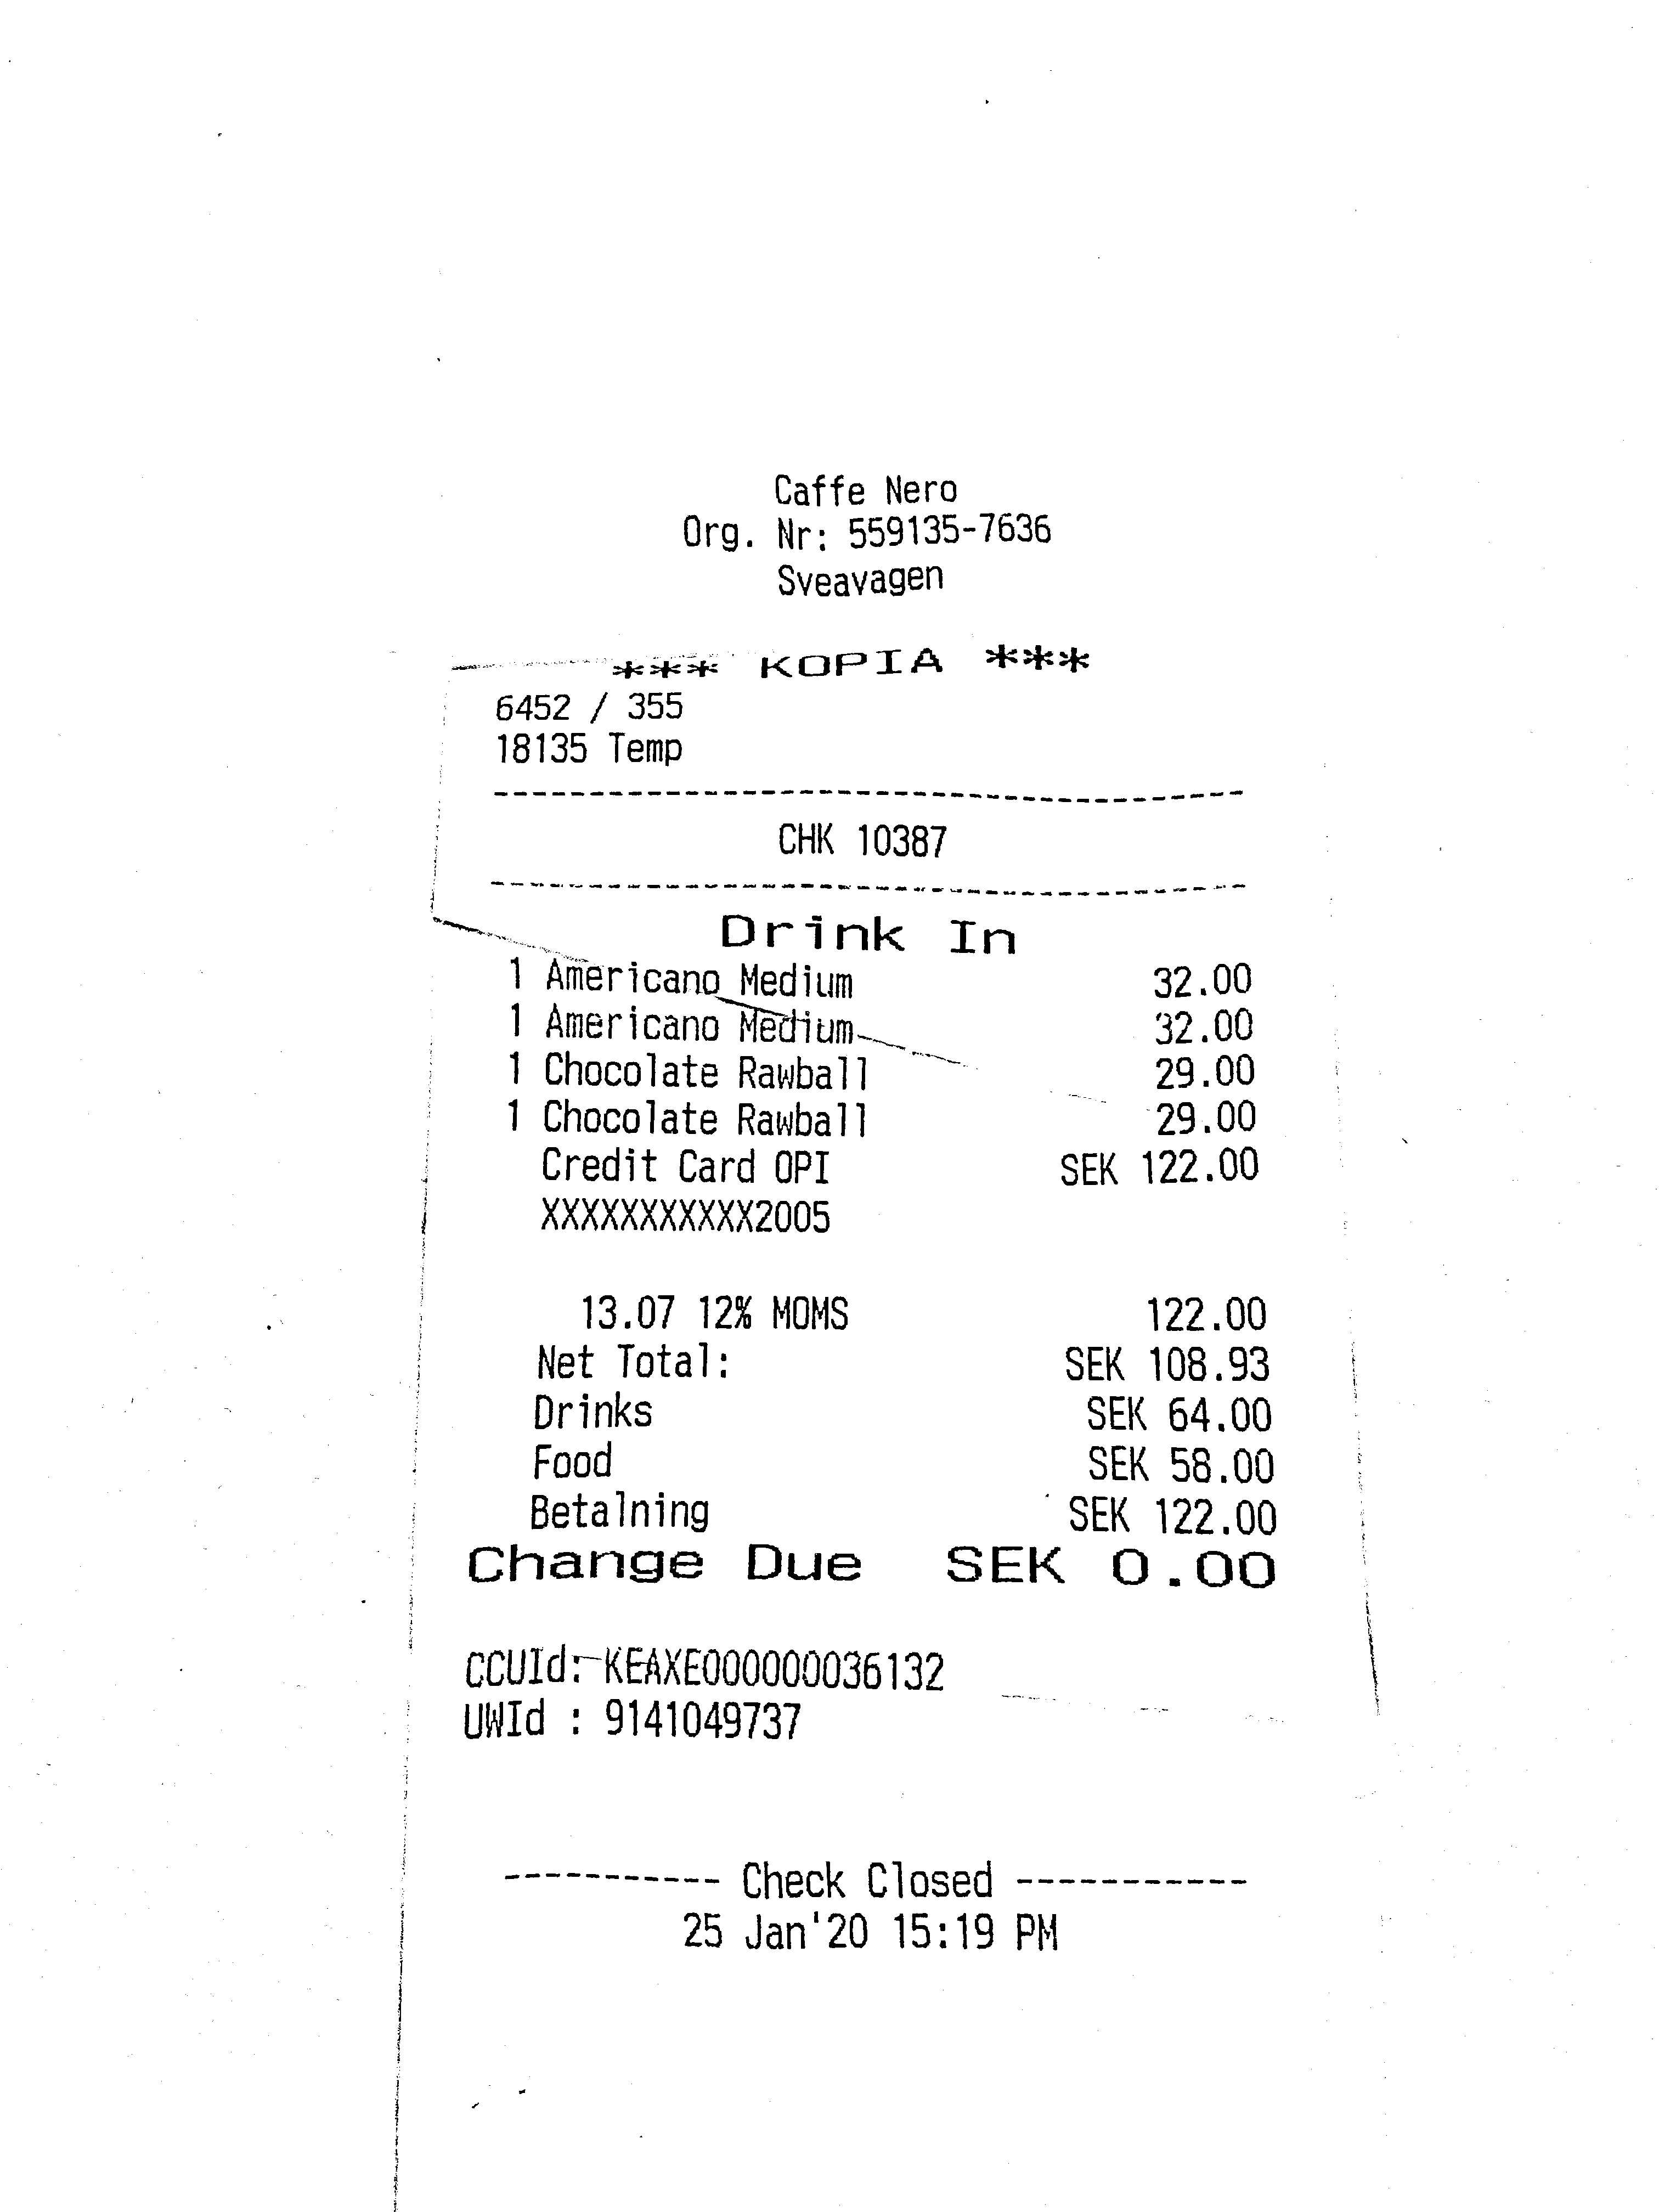 Caffe Nero
Org. Nr: 559135-7636
Sveavagen
*** KOPIA ***
6452 / 355
18135 Temp
----------------------------------------
CHK 10387
----------------------------------------
Drink In
1 Americano Medium 32.00
1 Americano Medium 32.00
1 Chocolate Rawball 29.00
1 Chocolate Rawball 29.00
Credit Card OPI SEK 122.00
XXXXXXXXXXX2005
13.07 12% MOMS 122.00
Net Total: SEK 108.93
Drinks SEK 64.00
Food SEK 58.00
Betalning SEK 122.00
Change Due SEK 0.00
CCUId: KEAXE000000036132
UWId : 9141049737
----------- Check Closed -----------
25 Jan'20 15:19 PM